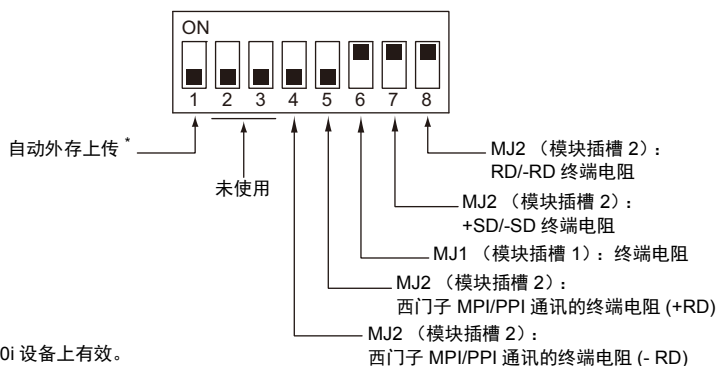 ON
1 2 3 4 5 6 7 8
自动外存上传 *
未使用
MJ2 （模块插槽 2）:
RD/-RD 终端电阻
MJ2 （模块插槽 2）:
+SD/-SD 终端电阻
MJ1 （模块插槽 1）: 终端电阻
MJ2 （模块插槽 2）:
西门子 MPI/PPI 通讯的终端电阻 (+RD)
MJ2 （模块插槽 2）:
西门子 MPI/PPI 通讯的终端电阻 (- RD)
0i 设备上有效。